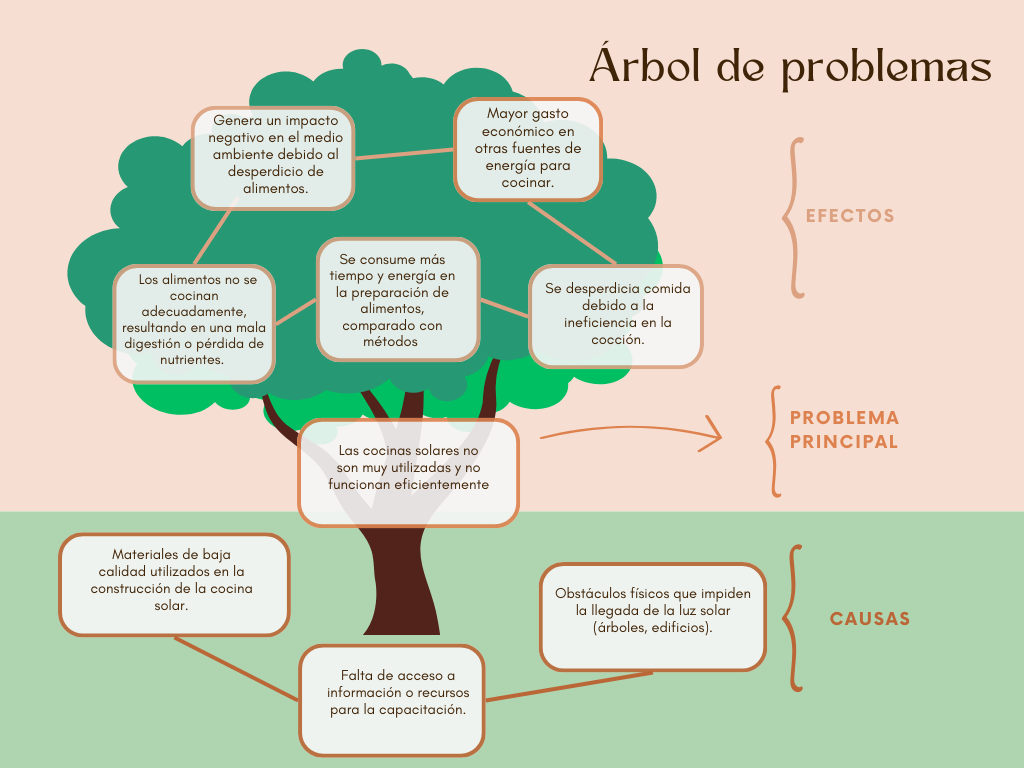 Árbol de problemas
Genera un impacto
negativo en el medio
ambiente debido al
desperdicio de
alimentos.
Mayor gasto
económico en
otras fuentes de
energía para
cocinar.
EFECTOS
Los alimentos no se
cocinan
adecuadamente,
resultando en una mala
digestión o pérdida de
nutrientes.
Se consume más
tiempo y energía en
la preparación de
alimentos,
comparado con
métodos
Se desperdicia comida
debido a la
ineficiencia en la
cocción.
Las cocinas solares no
son muy utilizadas y no
funcionan eficientemente
PROBLEMA
PRINCIPAL
Materiales de baja
calidad utilizados en la
construcción de la cocina
solar.
Obstáculos físicos que impiden
la llegada de la luz solar
(árboles, edificios).
CAUSAS
Falta de acceso a
información o recursos
para la capacitación.